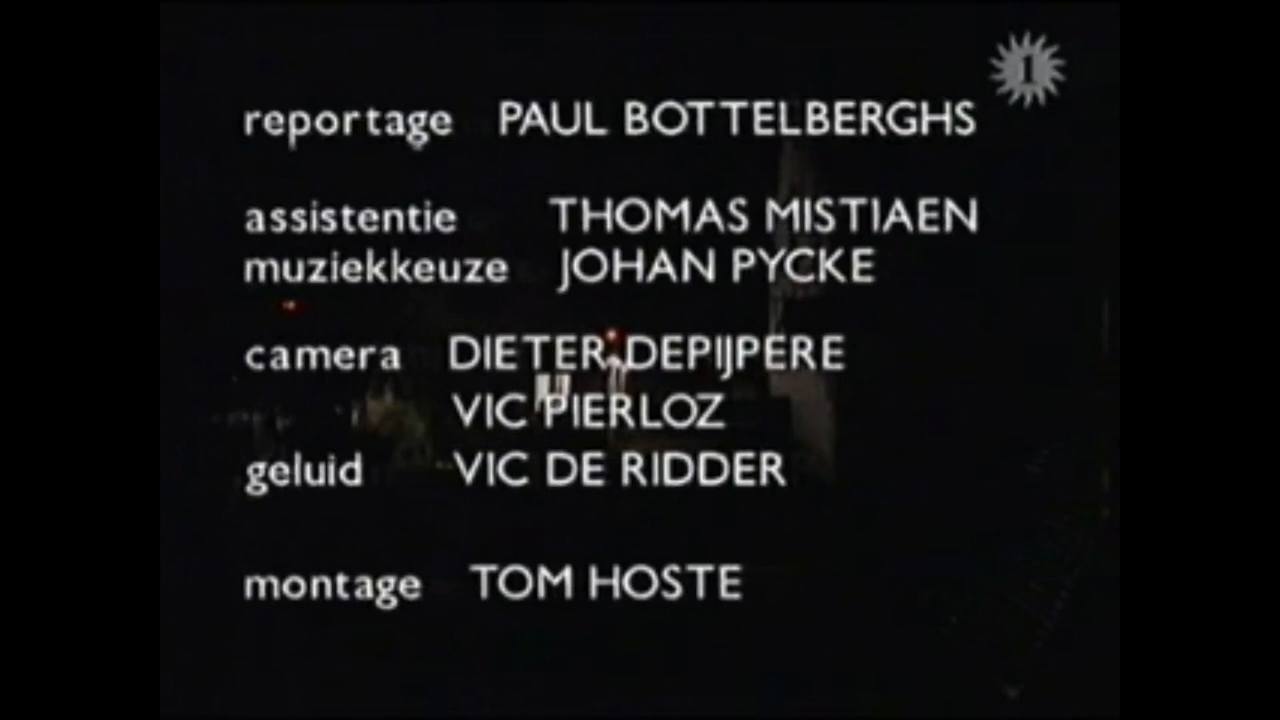 1
reportage PAUL BOTTELBERGHS
assistentie THOMAS MISTIAEN
muziekkeuze JOHAN PYCKE
camera DIETER DEPIJPERE
VIC PIERLOZ
geluid VIC DE RIDDER
montage TOM HOSTE